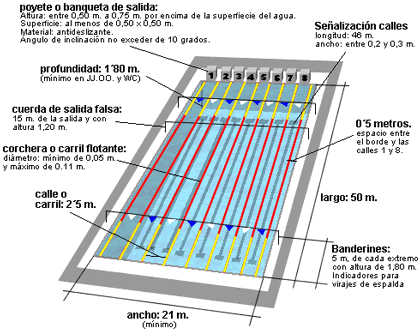 poyete o banqueta de salida:
Altura: entre 0,50 m. a 0,75 m. por encima de la superficie del agua.
Superficie: al menos de 0,50 x 0,50 m.
Material: antideslizante.
Ángulo de inclinación no exceder de 10 grados.
Señalización calles
longitud: 46 m.
ancho: entre 0,2 y 0,3 m.
1 2 3 4 5 6 7 8
profundidad: 1´80 m.
(mínimo en JJ.OO. y WC)
cuerda de salida falsa:
15 m. de la salida y con
altura 1,20 m.
0´5 metros.
espacio entre
el borde y las
calles 1 y 8.
corchera o carril flotante:
diámetro: mínimo de 0,05 m.
y máximo de 0.11 m.
calle o
carril: 2´5 m.
largo: 50 m.
Banderines:
5 m. de cada extremo
con altura de 1,80 m.
Indicadores para
virajes de espalda
ancho: 21 m.
(mínimo)